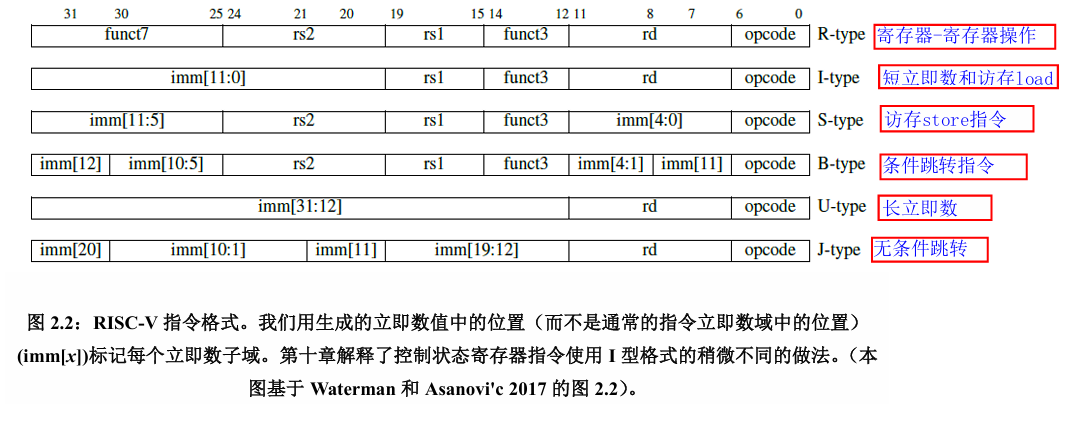 31 30 25 24 21 20 19 15 14 12 11 8 7 6 0
funct7 rs2 rs1 funct3 rd opcode R-type 寄存器-寄存器操作
imm[11:0] rs1 funct3 rd opcode I-type 短立即数和访存load
imm[11:5] rs2 rs1 funct3 imm[4:0] opcode S-type 访存store指令
imm[12] imm[10:5] rs2 rs1 funct3 imm[4:1] imm[11] opcode B-type 条件跳转指令
imm[31:12] rd opcode U-type 长立即数
imm[20] imm[10:1] imm[11] imm[19:12] rd opcode J-type 无条件跳转
图 2.2：RISC-V 指令格式。我们用生成的立即数值中的位置（而不是通常的指令立即数域中的位置）
(imm[x])标记每个立即数子域。第十章解释了控制状态寄存器指令使用 I 型格式的稍微不同的做法。（本
图基于 Waterman 和 Asanovi'c 2017 的图 2.2）。